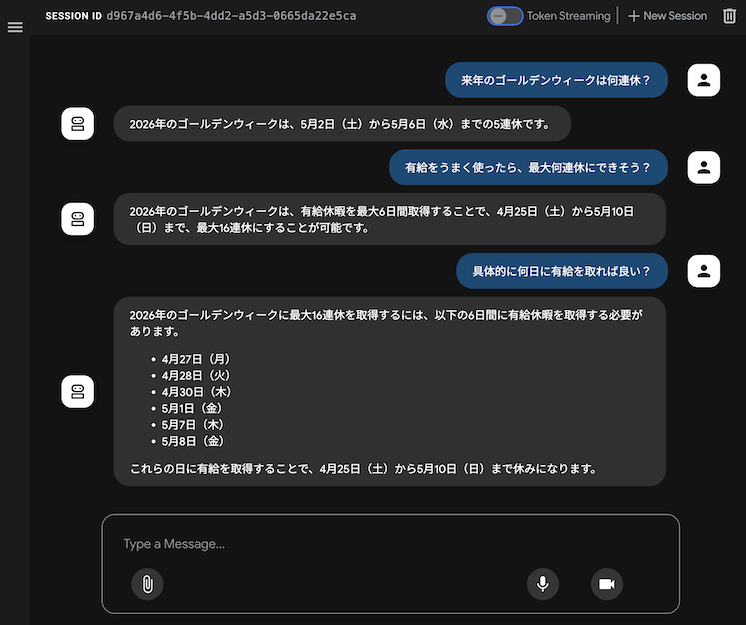 SESSION ID d967a4d6-4f5b-4dd2-a5d3-0665da22e5ca
Token Streaming
New Session
来年のゴールデンウィークは何連休？
2026年のゴールデンウィークは、5月2日（土）から5月6日（水）までの5連休です。
有給をうまく使ったら、最大何連休にできそう？
2026年のゴールデンウィークは、有給休暇を最大6日間取得することで、4月25日（土）から5月10日
（日）まで、最大16連休にすることが可能です。
具体的に何日に有給を取れば良い？
2026年のゴールデンウィークに最大16連休を取得するには、以下の6日間に有給休暇を取得する必要が
あります。
• 4月27日（月）
• 4月28日（火）
• 4月30日（木）
• 5月1日（金）
• 5月7日（木）
• 5月8日（金）
これらの日に有給を取得することで、4月25日（土）から5月10日（日）まで休みになります。
Type a Message...